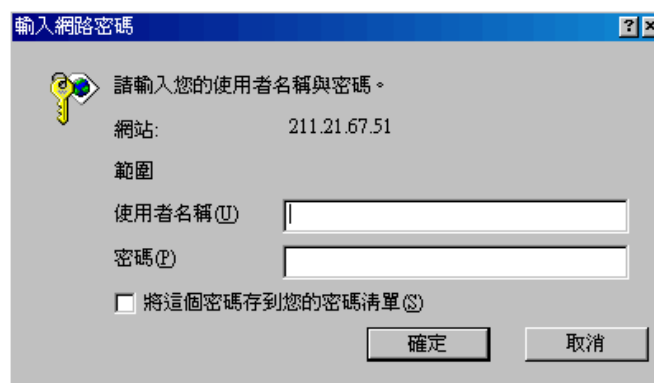 輸入網路密碼
請輸入您的使用者名稱與密碼。
網站: 211.21.67.51
範圍
使用者名稱(U)
密碼(P)
將這個密碼存到您的密碼清單(S)
確定 取消